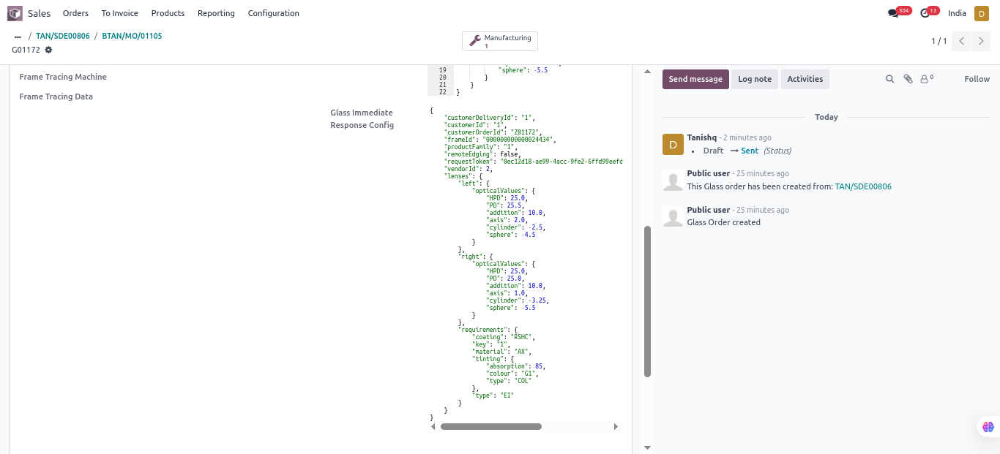 Sales Orders To Invoice Products Reporting Configuration 304 13 India D
... / TAN/SDE00806 / BTAN/MO/01105
G01172
Manufacturing
1
1 / 1
Frame Tracing Machine
Frame Tracing Data
Glass Immediate
Response Config
19 "sphere": -5.5
20 }
21 }
22 }
{
"customerDeliveryId": "1",
"customerId": "1",
"customerOrderId": "Z01172",
"frameId": "000000000000024434",
"productFamily": "1",
"remoteEdging": false,
"requestToken": "0ec12d18-ae99-4acc-9fe2-6ffd99eefd
"vendorId": 2,
"lenses": {
"left": {
"opticalValues": {
"HPD": 25.0,
"PD": 25.5,
"addition": 10.0,
"axis": 2.0,
"cylinder": -2.5,
"sphere": -4.5
}
},
"right": {
"opticalValues": {
"HPD": 25.0,
"PD": 25.0,
"addition": 10.0,
"axis": 1.0,
"cylinder": -3.25,
"sphere": -5.5
}
},
"requirements": {
"coating": "RSHC",
"key": "1",
"material": "AX",
"tinting": {
"absorption": 85,
"colour": "G1",
"type": "COL"
},
"type": "EI"
}
}
}
Send message Log note Activities 0 Follow
Today
D
Tanishq - 2 minutes ago
• Draft → Sent (Status)
Public user - 25 minutes ago
This Glass order has been created from: TAN/SDE00806
Public user - 25 minutes ago
Glass Order created